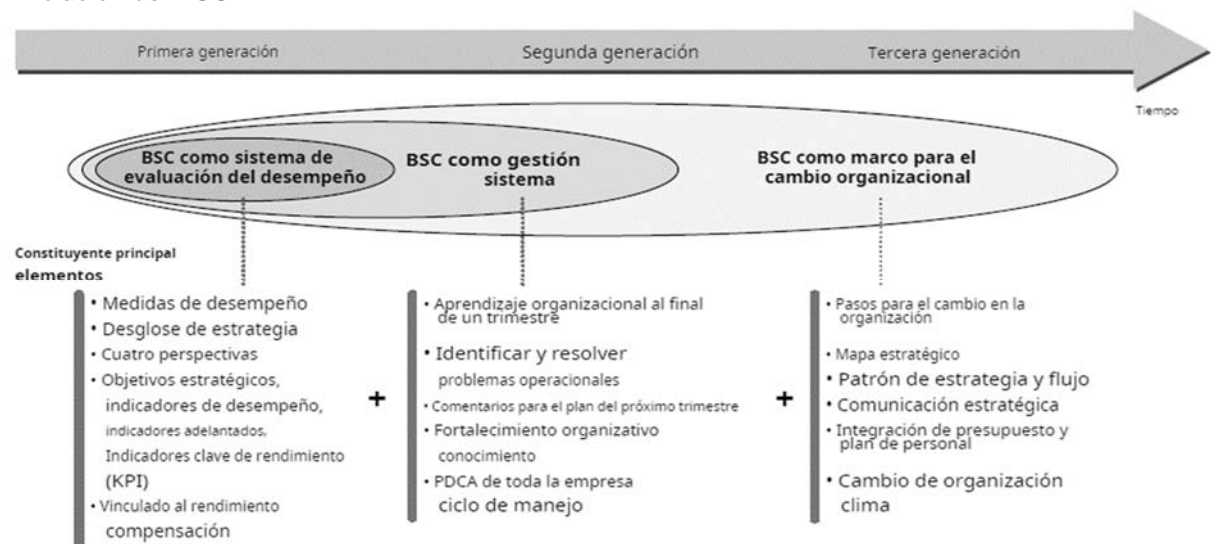 Primera generación
Segunda generación
Tercera generación
Tiempo
BSC como sistema de
evaluación del desempeño
BSC como gestión
sistema
BSC como marco para el
cambio organizacional
Constituyente principal
elementos
• Medidas de desempeño
• Desglose de estrategia
• Cuatro perspectivas
• Objetivos estratégicos,
indicadores de desempeño,
indicadores adelantados,
Indicadores clave de rendimiento
(KPI)
• Vinculado al rendimiento
compensación
+
• Aprendizaje organizacional al final
de un trimestre
• Identificar y resolver
problemas operacionales
• Comentarios para el plan del próximo trimestre
• Fortalecimiento organizativo
conocimiento
• PDCA de toda la empresa
ciclo de manejo
+
• Pasos para el cambio en la
organización
• Mapa estratégico
• Patrón de estrategia y flujo
• Comunicación estratégica
• Integración de presupuesto y
plan de personal
• Cambio de organización
clima